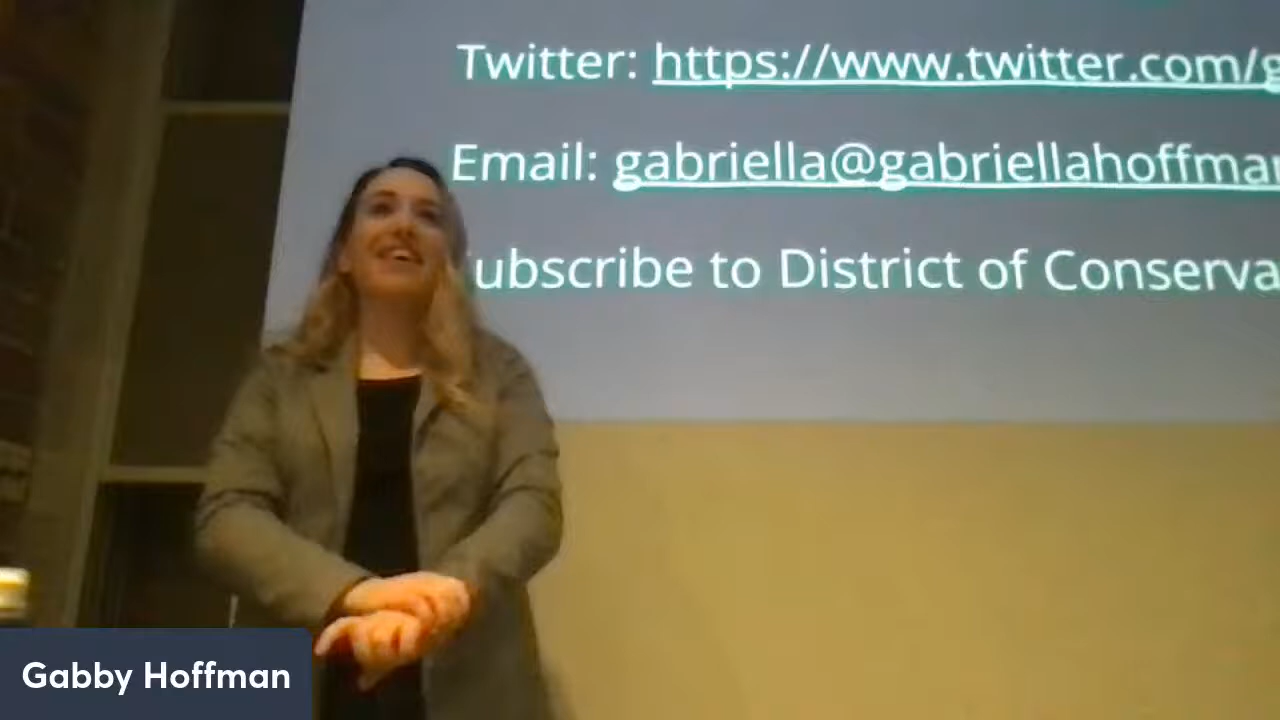 Twitter: https://www.twitter.com/g
Email: gabriella@gabriellahoffma
ubscribe to District of Conserva
Gabby Hoffman